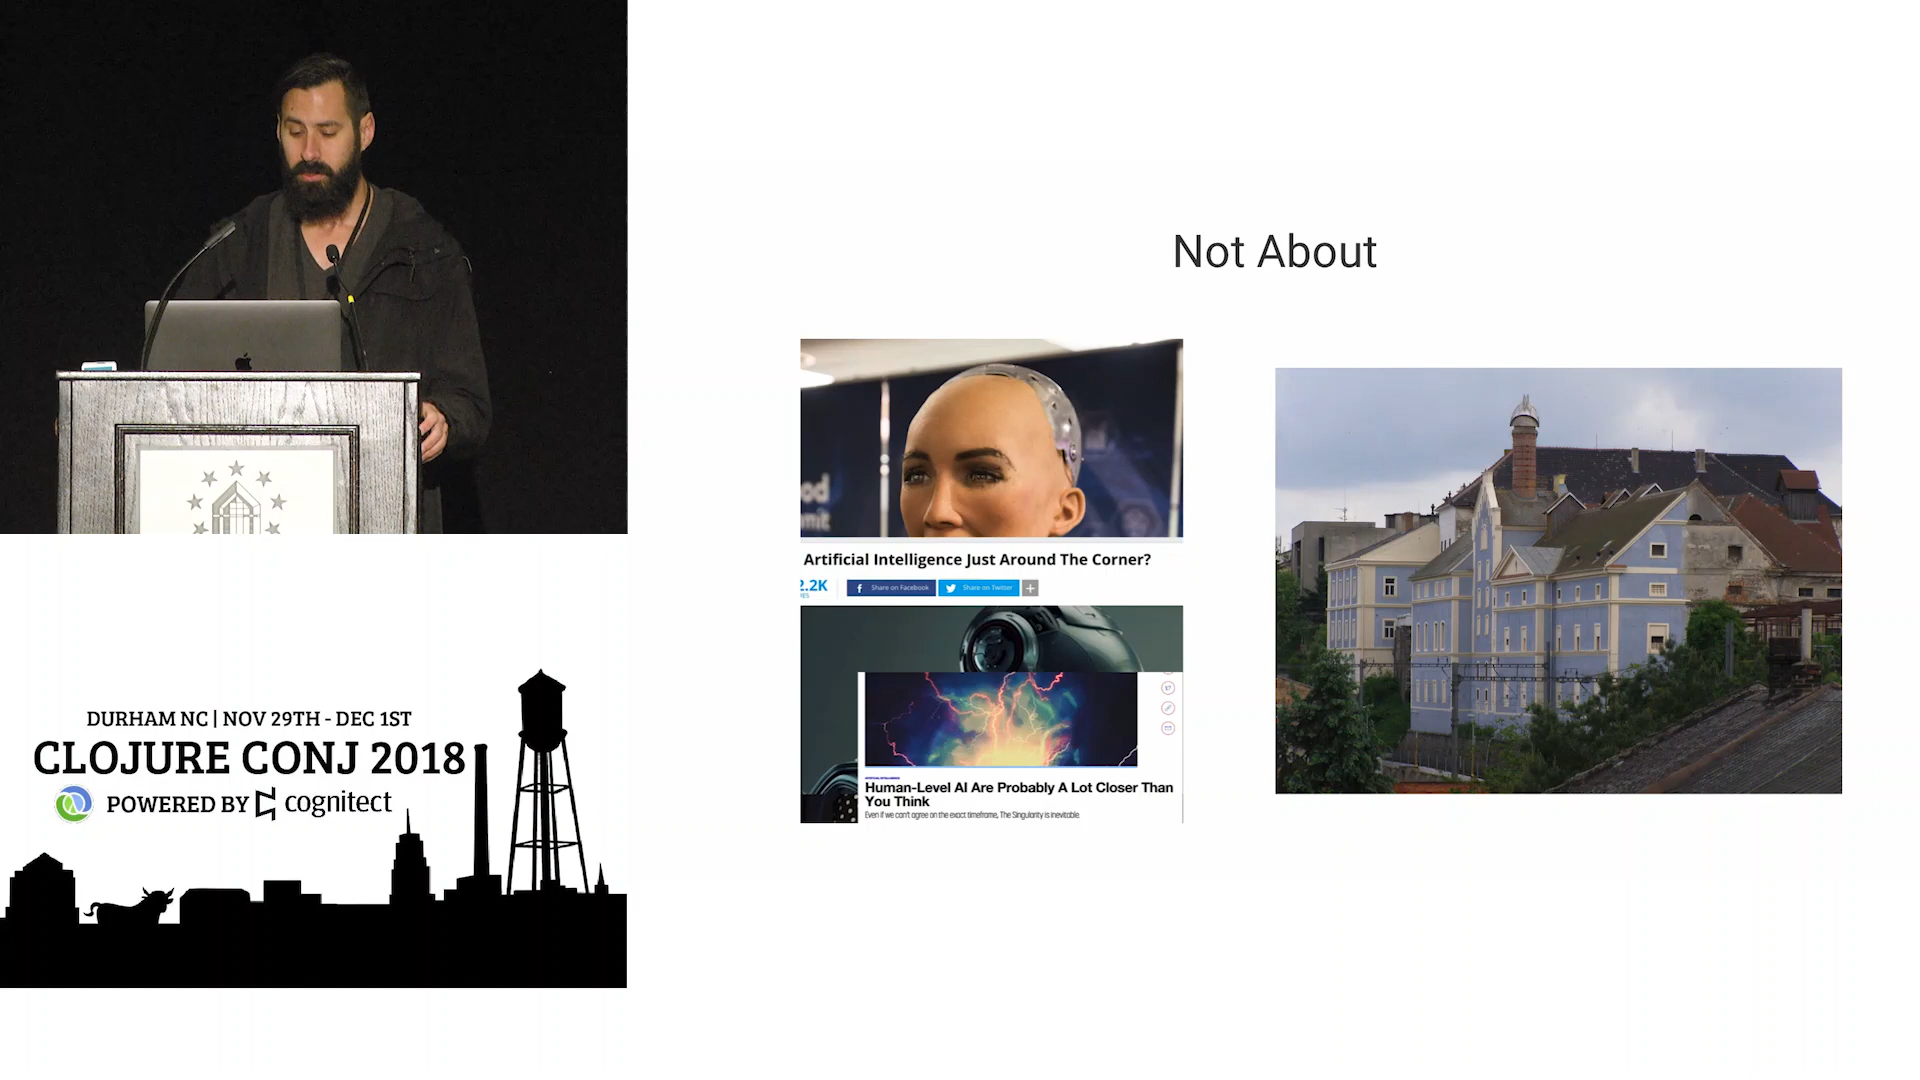 Not About
od
mit
Artificial Intelligence Just Around The Corner?
2.2K
Share on Facebook
Share on Twitter
Human-Level AI Are Probably A Lot Closer Than
You Think
Even if we can't agree on the exact timeframe, The Singularity is inevitable.
DURHAM NC | NOV 29TH - DEC 1ST
CLOJURE CONJ 2018
POWERED BY cognitect